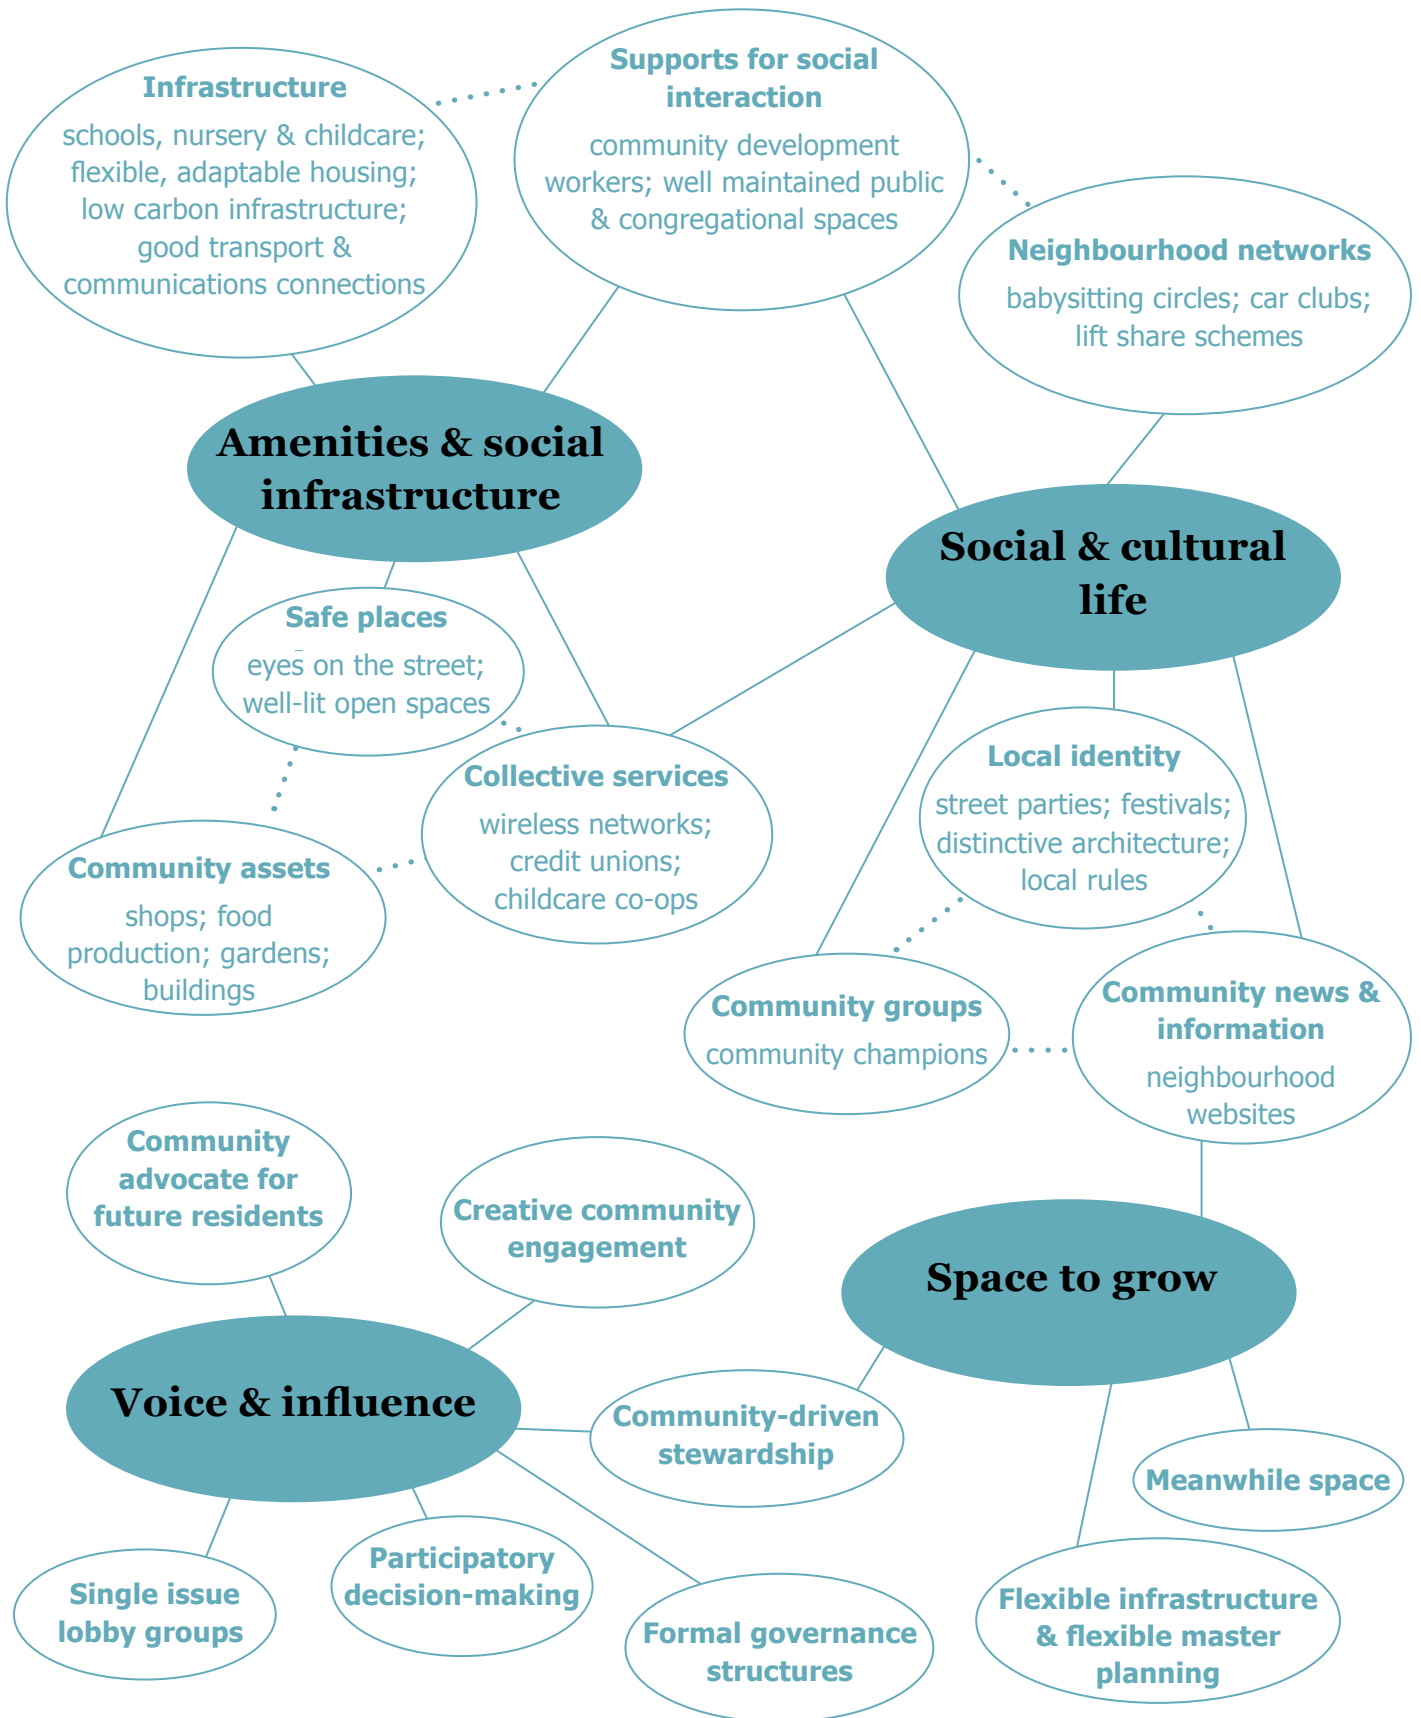 Infrastructure
schools, nursery & childcare;
flexible, adaptable housing;
low carbon infrastructure;
good transport &
communications connections
Supports for social
interaction
community development
workers; well maintained public
& congregational spaces
Neighbourhood networks
babysitting circles; car clubs;
lift share schemes
Amenities & social
infrastructure
Social & cultural
life
Safe places
eyes on the street;
well-lit open spaces
Collective services
wireless networks;
credit unions;
childcare co-ops
Local identity
street parties; festivals;
distinctive architecture;
local rules
Community assets
shops; food
production; gardens;
buildings
Community groups
community champions
Community news &
information
neighbourhood
websites
Community
advocate for
future residents
Creative community
engagement
Space to grow
Voice & influence
Community-driven
stewardship
Meanwhile space
Single issue
lobby groups
Participatory
decision-making
Formal governance
structures
Flexible infrastructure
& flexible master
planning